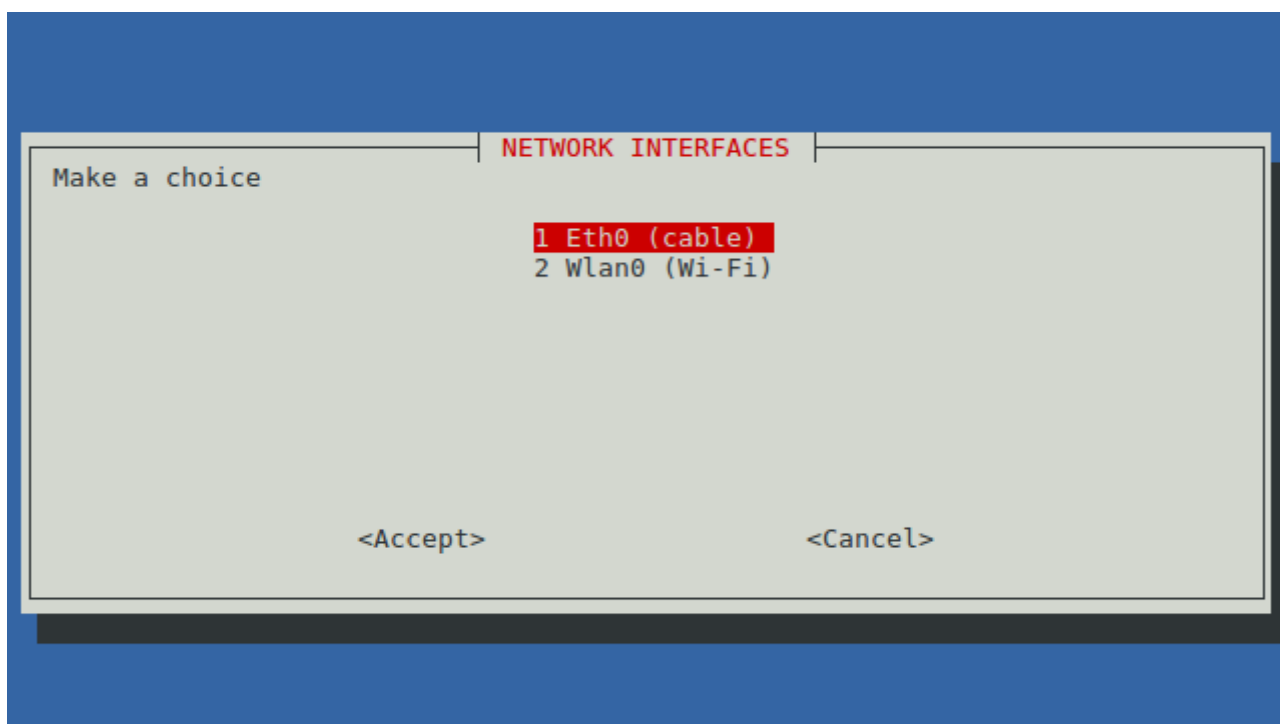 NETWORK INTERFACES
Make a choice
1 Eth0 (cable)
2 Wlan0 (Wi-Fi)
<Accept> <Cancel>